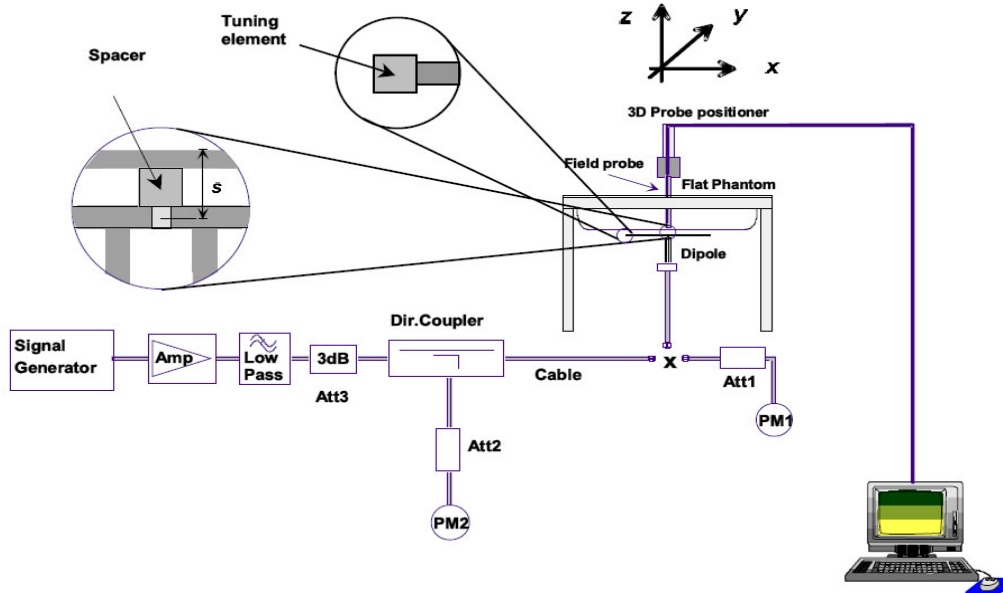 Tuning
element
Spacer
s
z
y
x
3D Probe positioner
Field probe
Flat Phantom
Dipole
Dir.Coupler
Signal
Generator
Amp
Low
Pass
3dB
Att3
Cable
x
Att1
PM1
Att2
PM2